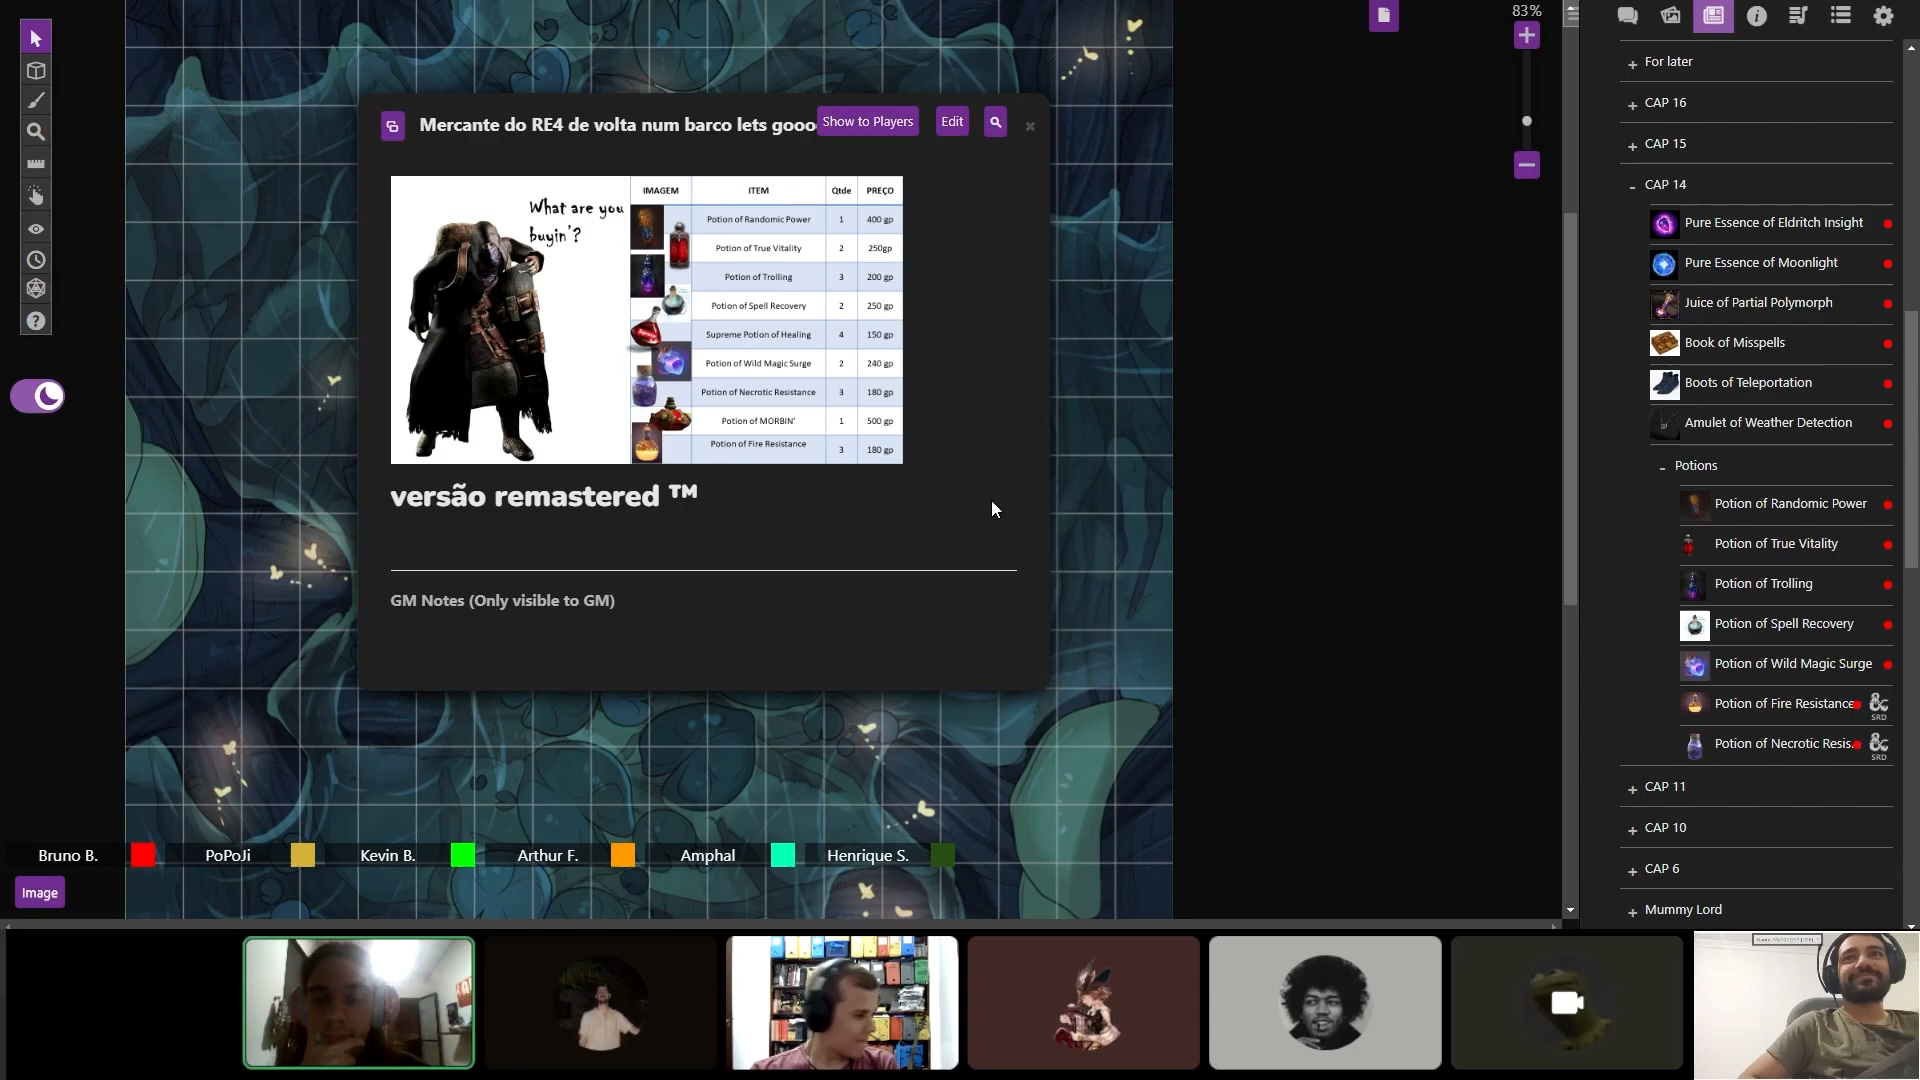 83%
Mercante do RE4 de volta num barco lets gooo
Show to Players
Edit
What are you
buyin'?
IMAGEM ITEM Qtde PREÇO
Potion of Randomic Power 1 400 gp
Potion of True Vitality 2 250gp
Potion of Trolling 3 200 gp
Potion of Spell Recovery 2 250 gp
Supreme Potion of Healing 4 150 gp
Potion of Wild Magic Surge 2 240 gp
Potion of Necrotic Resistance 3 180 gp
Potion of MORBIN' 1 500 gp
Potion of Fire Resistance 3 180 gp
versão remastered ™
GM Notes (Only visible to GM)
Bruno B.
PoPoJi
Kevin B.
Arthur F.
Amphal
Henrique S.
Image
For later
CAP 16
CAP 15
CAP 14
Pure Essence of Eldritch Insight
Pure Essence of Moonlight
Juice of Partial Polymorph
Book of Misspells
Boots of Teleportation
Amulet of Weather Detection
Potions
Potion of Randomic Power
Potion of True Vitality
Potion of Trolling
Potion of Spell Recovery
Potion of Wild Magic Surge
Potion of Fire Resistance
SRD
Potion of Necrotic Resis.
SRD
CAP 11
CAP 10
CAP 6
Mummy Lord